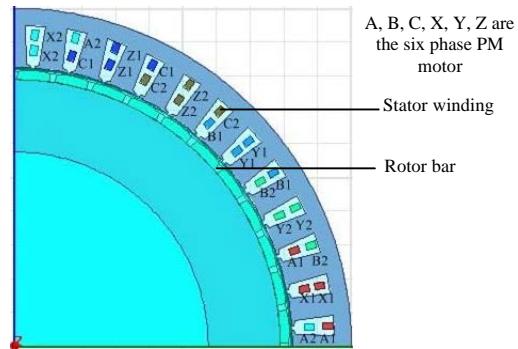 A, B, C, X, Y, Z are
the six phase PM
motor
Stator winding
Rotor bar
X2
X2
A2
C1
Z1
Z1
C1
C2
Z2
Z2
C2
B1
Y1
Y1
B1
B2
Y2 Y2
A1 B2
X1 X1
A2 A1
Z